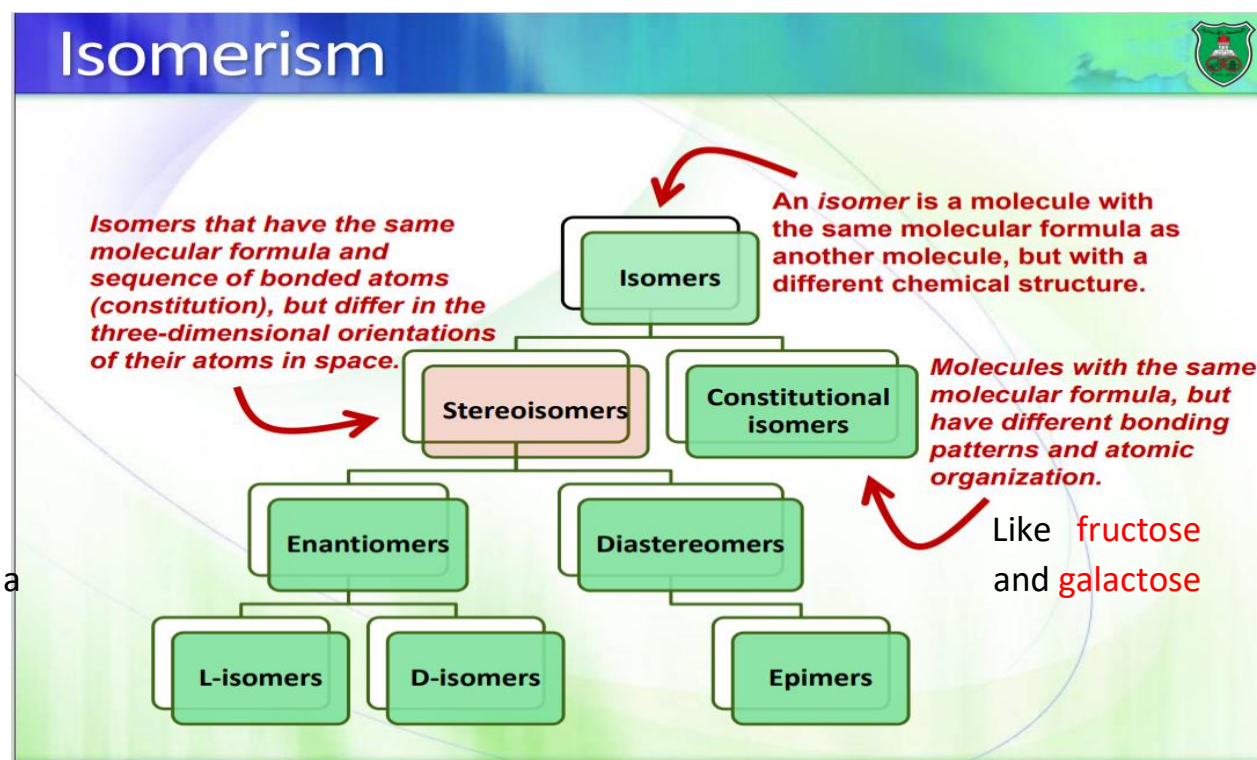 Isomerism
An isomer is a molecule with
the same molecular formula as
another molecule, but with a
different chemical structure.
Isomers that have the same
molecular formula and
sequence of bonded atoms
(constitution), but differ in the
three-dimensional orientations
of their atoms in space.
Isomers
Stereoisomers
Constitutional
isomers
Molecules with the same
molecular formula, but
have different bonding
patterns and atomic
organization.
Like fructose
and galactose
Enantiomers
Diastereomers
a
L-isomers
D-isomers
Epimers